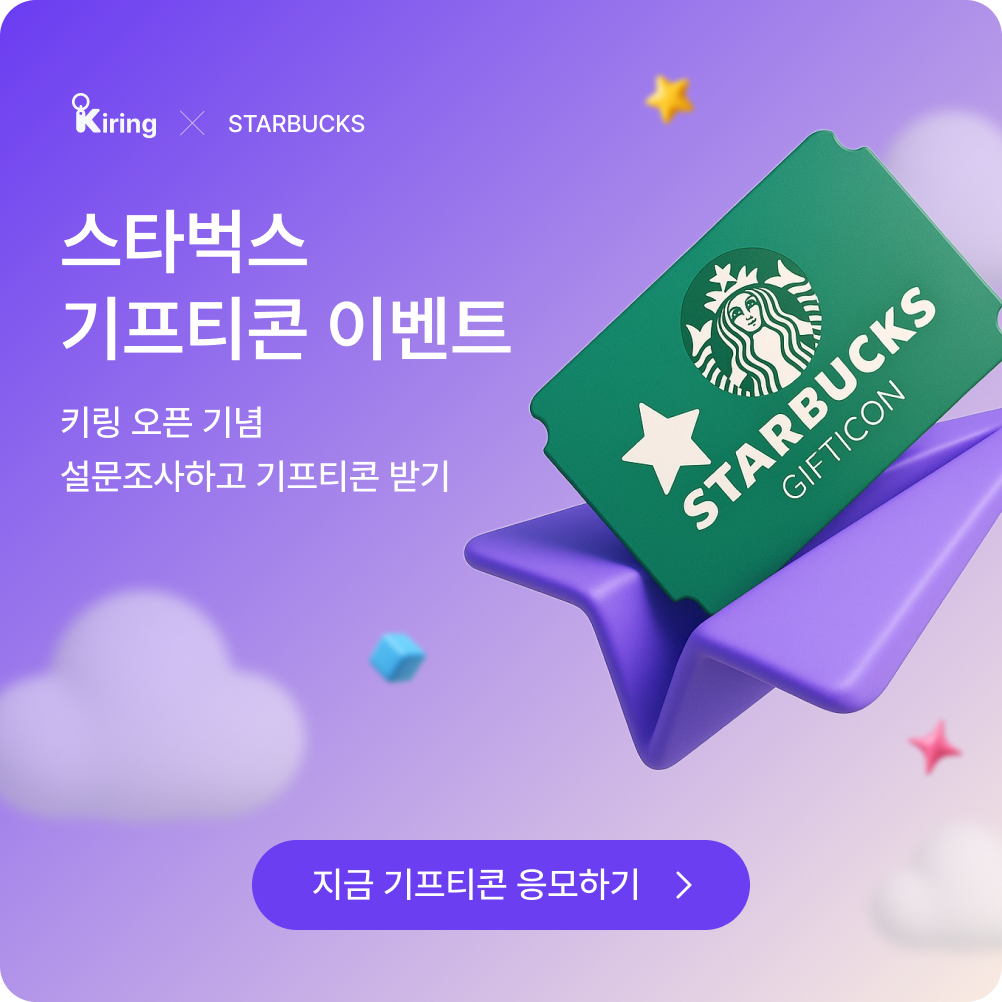 Kiring × STARBUCKS
스타벅스
기프티콘 이벤트
키링 오픈 기념
설문조사하고 기프티콘 받기
STARBUCKS
GIFTICON
지금 기프티콘 응모하기 >